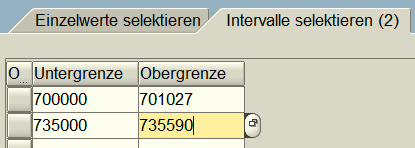 Einzelwerte selektieren Intervalle selektieren (2)
O... Untergrenze Obergrenze
700000 701027
735000 735590